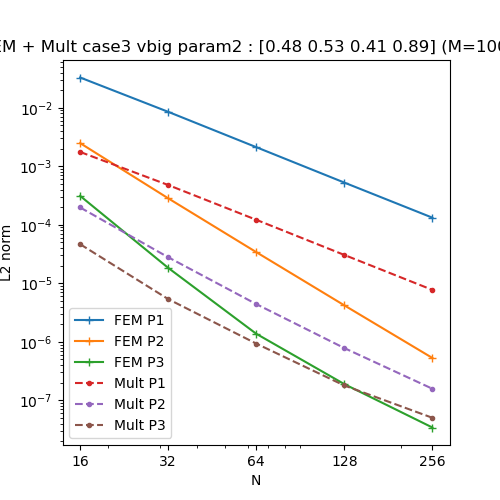 EM + Mult case3 vbig param2 : [0.48 0.53 0.41 0.89] (M=100
L2 norm
10⁻²
10⁻³
10⁻⁴
10⁻⁵
10⁻⁶
10⁻⁷
FEM P1
FEM P2
FEM P3
Mult P1
Mult P2
Mult P3
16 32 64 128 256
N